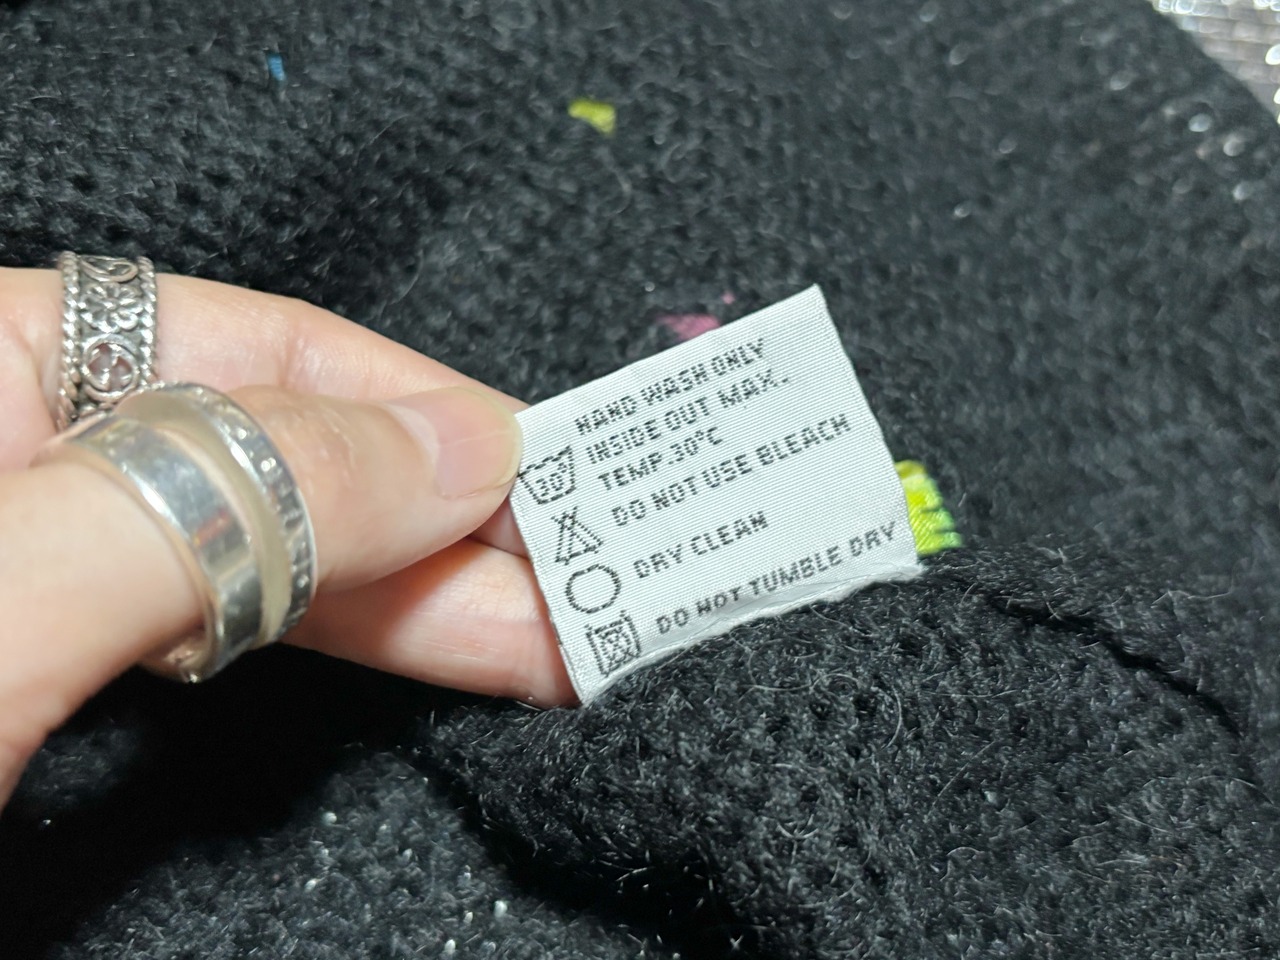 HAND WASH ONLY
INSIDE OUT MAX.
TEMP.30°C
30°
DO NOT USE BLEACH
DRY CLEAN
DO NOT TUMBLE DRY